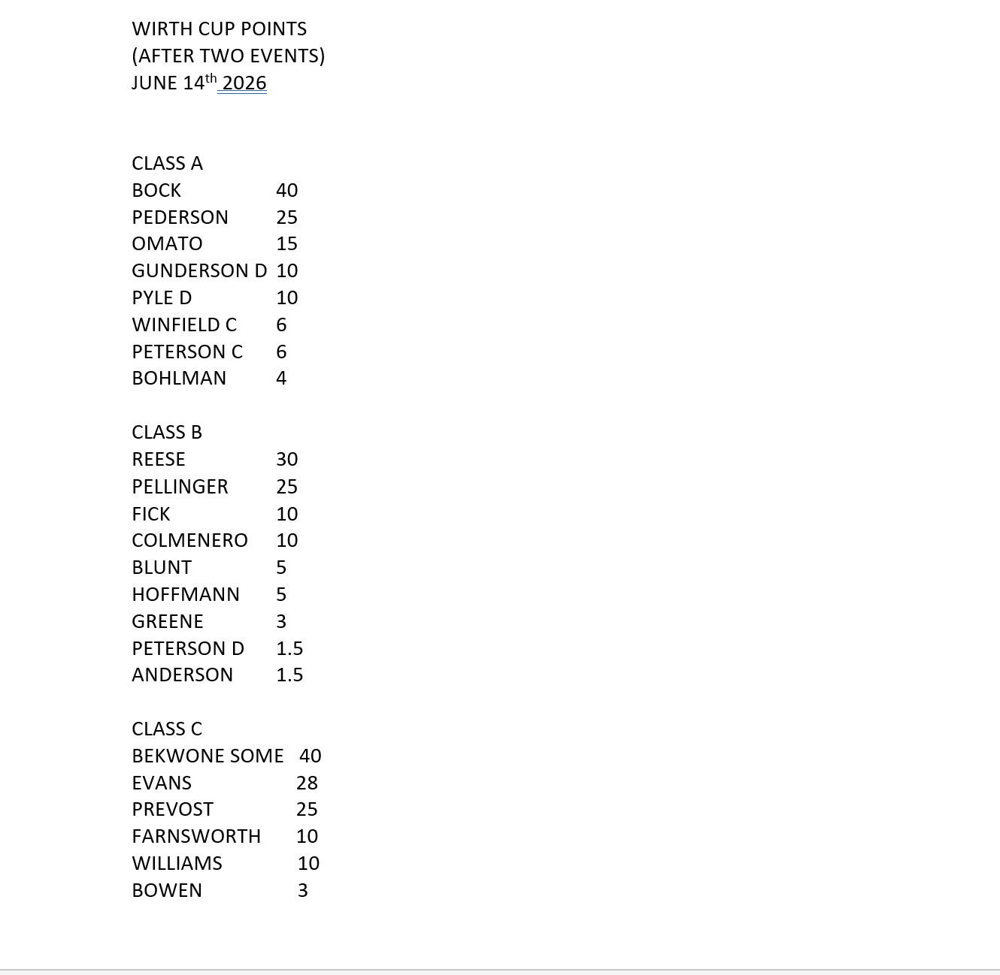 WIRTH CUP POINTS
(AFTER TWO EVENTS)
JUNE 14th 2026
CLASS A
BOCK 40
PEDERSON 25
OMATO 15
GUNDERSON D 10
PYLE D 10
WINFIELD C 6
PETERSON C 6
BOHLMAN 4
CLASS B
REESE 30
PELLINGER 25
FICK 10
COLMENERO 10
BLUNT 5
HOFFMANN 5
GREENE 3
PETERSON D 1.5
ANDERSON 1.5
CLASS C
BEKWONE SOME 40
EVANS 28
PREVOST 25
FARNSWORTH 10
WILLIAMS 10
BOWEN 3